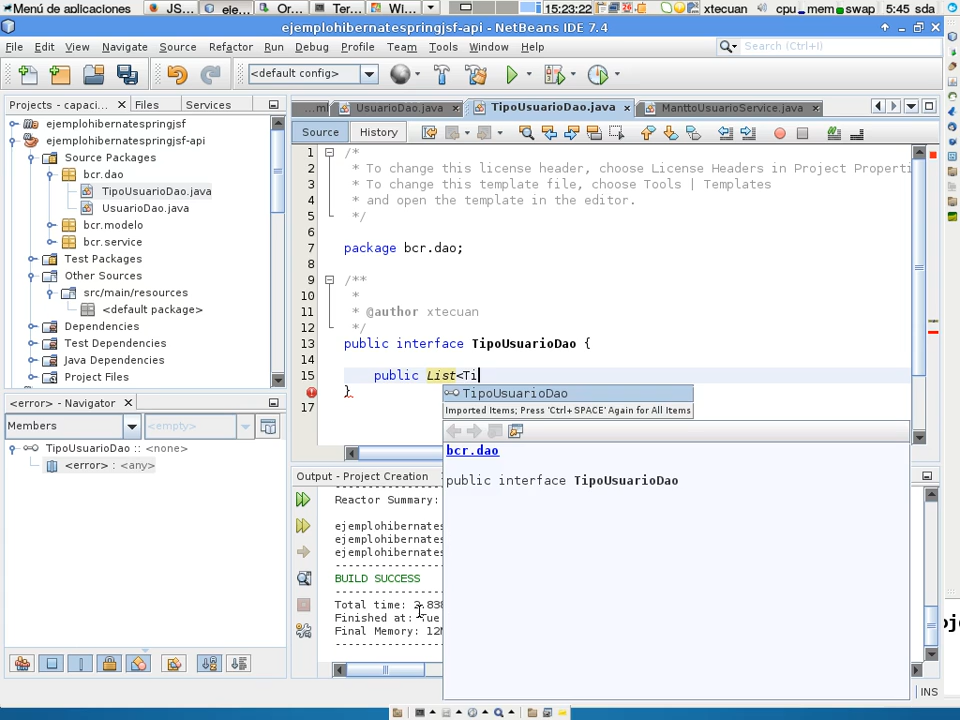 Menú de aplicaciones
JS...
ele...
Or...
Ter...
Wi...
15:23:22
xtecuan
cpu
mem
swap
5:45
sda
ejemplohibernatespringjsf-api - NetBeans IDE 7.4
File Edit View Navigate Source Refactor Run Debug Profile Team Tools Window Help
Search (Ctrl+I)
<default config>
Projects - capaci...
Files
Services
ejemplohibernatespringjsf
ejemplohibernatespringjsf-api
Source Packages
bcr.dao
TipoUsuarioDao.java
UsuarioDao.java
bcr.modelo
bcr.service
Test Packages
Other Sources
src/main/resources
<default package>
Dependencies
Test Dependencies
Java Dependencies
Project Files
<error> - Navigator
Members
<empty>
TipoUsuarioDao :: <none>
<error> : <any>
...ml
UsuarioDao.java
TipoUsuarioDao.java
ManttoUsuarioService.java
Source
History
1 /*
2 * To change this license header, choose License Headers in Project Properti
3 * To change this template file, choose Tools | Templates
4 * and open the template in the editor.
5 */
6
7 package bcr.dao;
8
9 /**
10 *
11 * @author xtecuan
12 */
13 public interface TipoUsuarioDao {
14
15 public List<Ti
}
17
TipoUsuarioDao
Imported Items; Press 'Ctrl+SPACE' Again for All Items
bcr.dao
public interface TipoUsuarioDao
Output - Project Creation
Reactor Summary:
ejemplohibernates
ejemplohibernates
ejemplohibernates
BUILD SUCCESS
Total time: 2.838
Finished at: Tue
Final Memory: 12M
INS